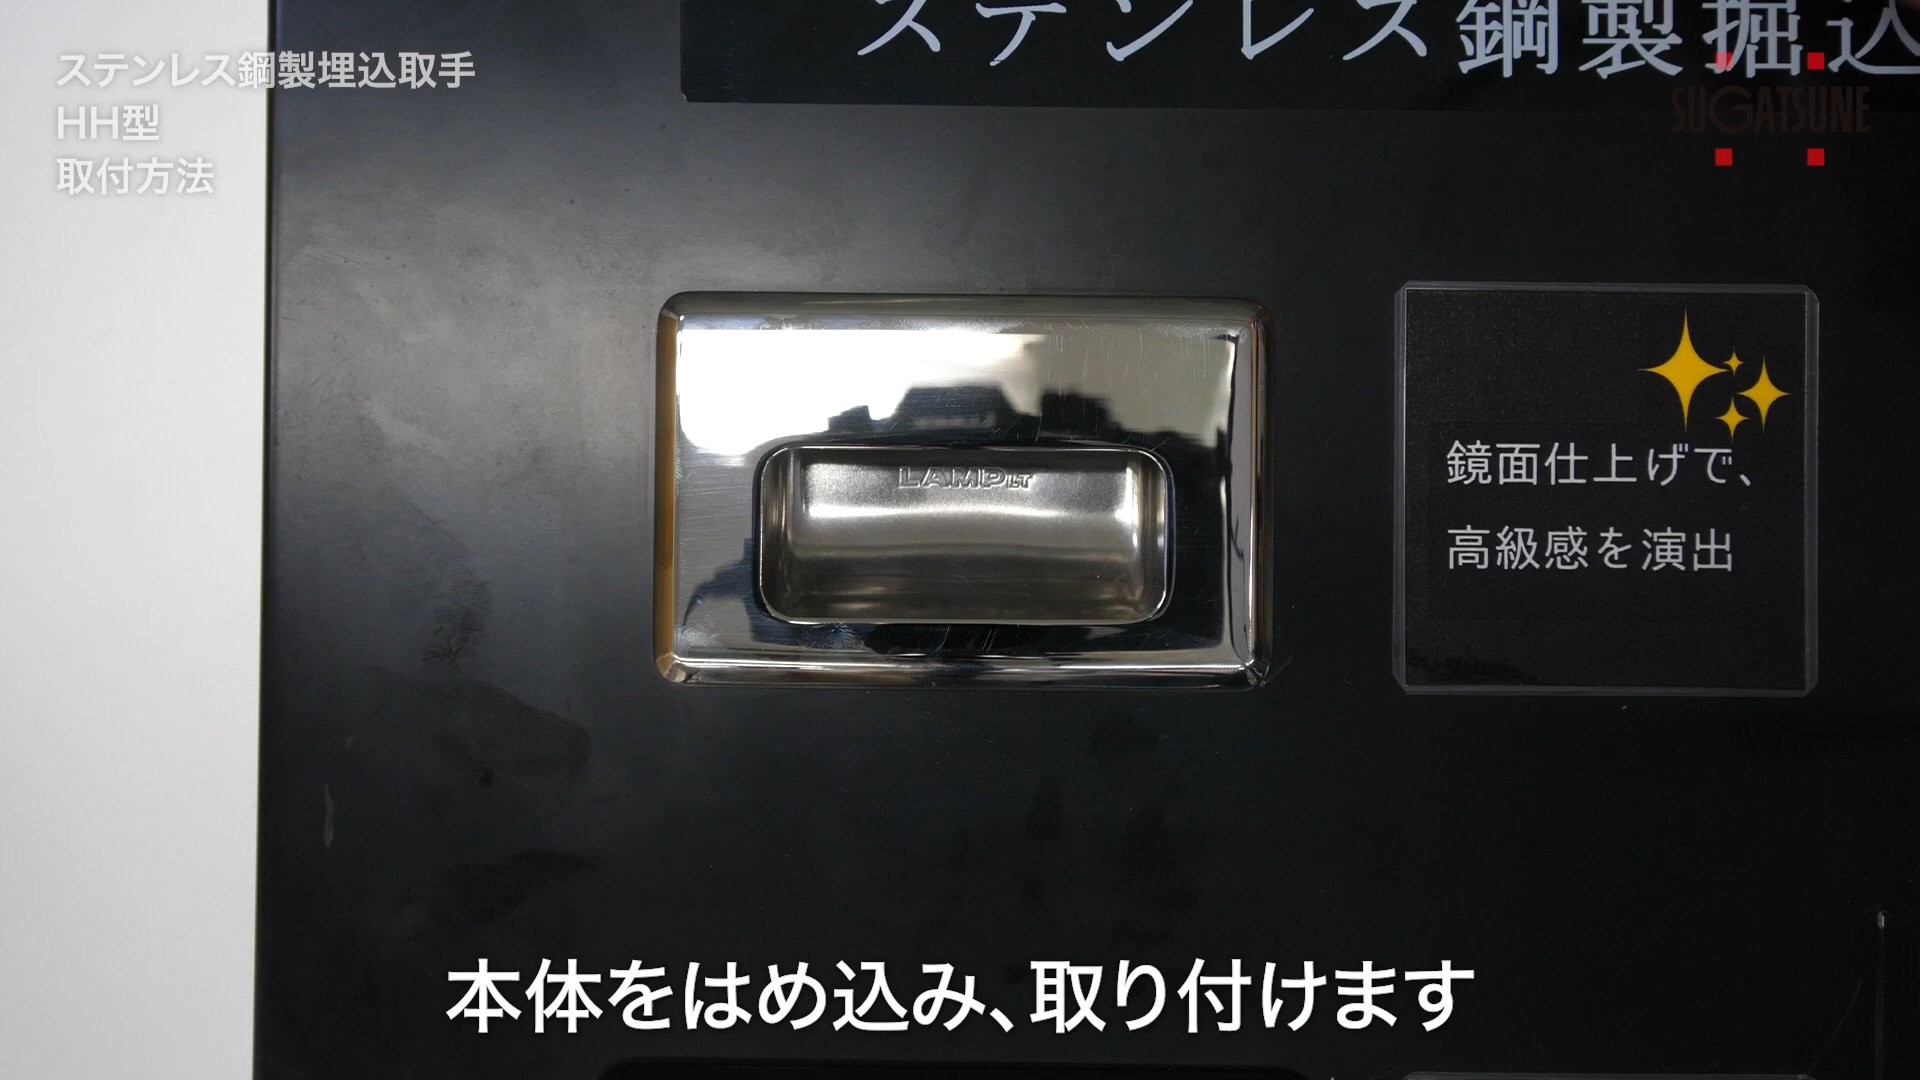 ステンレス鋼製掘込
ステンレス鋼製埋込取手
HH型
取付方法
SUGATSUNE
LAMP LT
鏡面仕上げで、
高級感を演出
本体をはめ込み、取り付けます